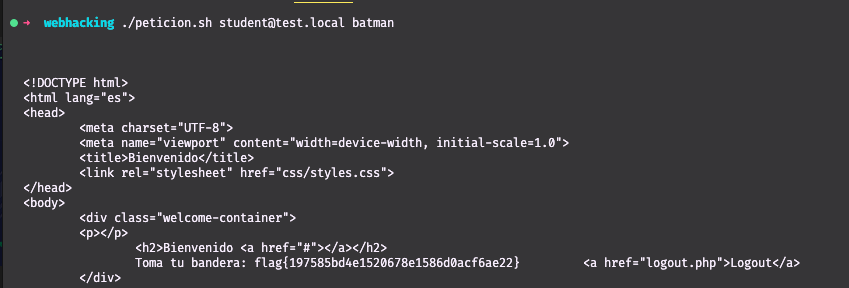 ➜ webhacking ./peticion.sh student@test.local batman
<!DOCTYPE html>
<html lang="es">
<head>
<meta charset="UTF-8">
<meta name="viewport" content="width=device-width, initial-scale=1.0">
<title>Bienvenido</title>
<link rel="stylesheet" href="css/styles.css">
</head>
<body>
<div class="welcome-container">
<p></p>
<h2>Bienvenido <a href="#"></a></h2>
Toma tu bandera: flag{197585bd4e1520678e1586d0acf6ae22} <a href="logout.php">Logout</a>
</div>